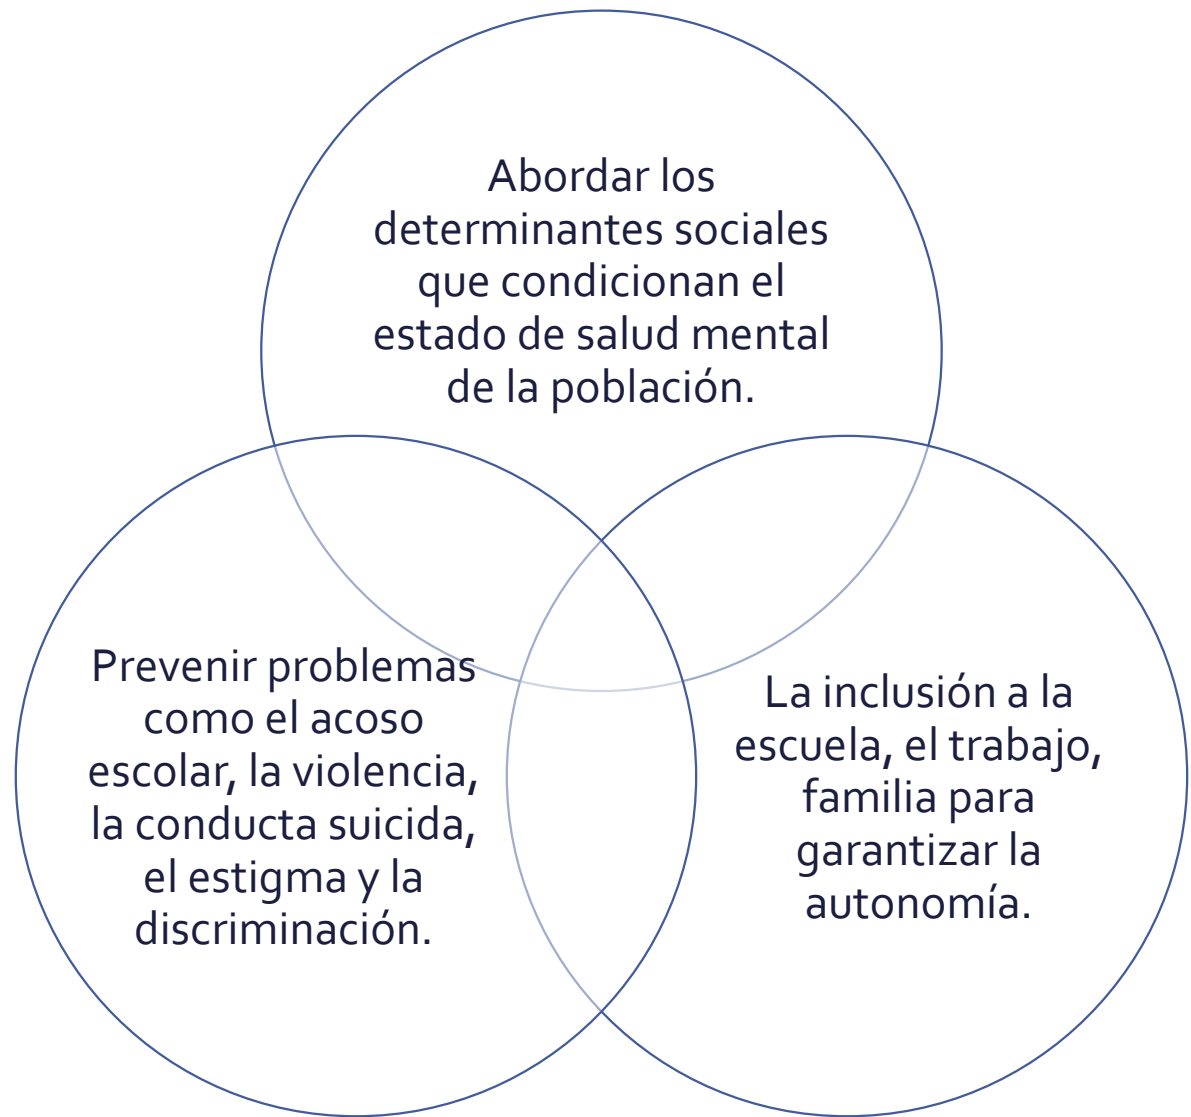 Abordar los
determinantes sociales
que condicionan el
estado de salud mental
de la población.
Prevenir problemas
como el acoso
escolar, la violencia,
la conducta suicida,
el estigma y la
discriminación.
La inclusión a la
escuela, el trabajo,
familia para
garantizar la
autonomía.